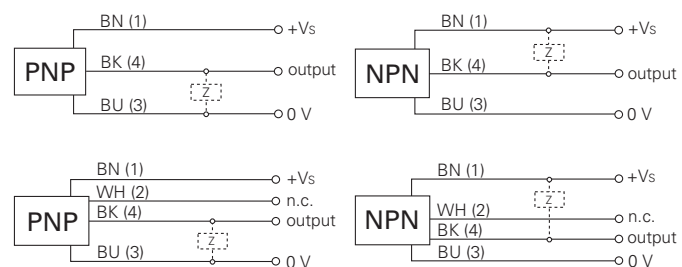 BN (1)
+Vs
PNP
BK (4)
output
Z
BU (3)
0 V
BN (1)
+Vs
Z
NPN
BK (4)
output
BU (3)
0 V
BN (1)
+Vs
WH (2)
n.c.
PNP
BK (4)
output
Z
BU (3)
0 V
BN (1)
+Vs
Z
NPN
WH (2)
n.c.
BK (4)
output
BU (3)
0 V